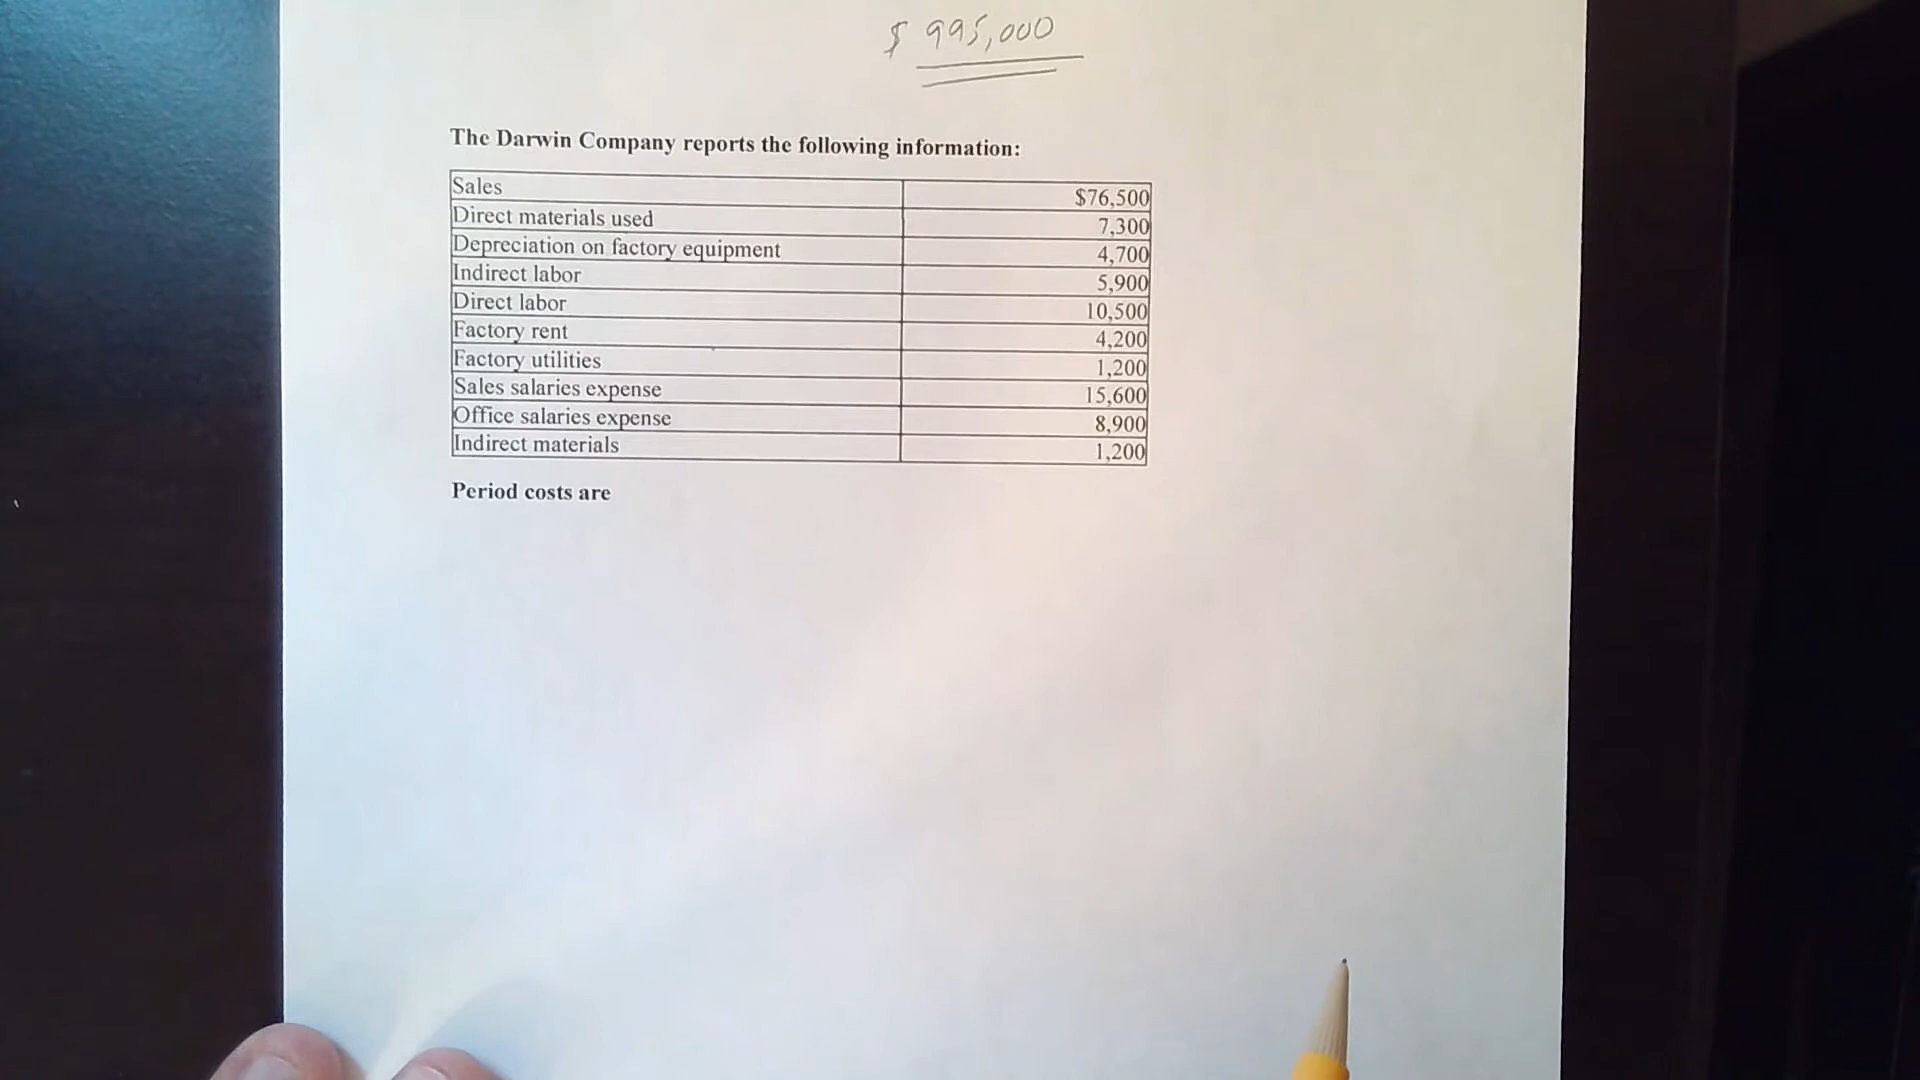 $ 995,000
The Darwin Company reports the following information:
Sales $76,500
Direct materials used 7,300
Depreciation on factory equipment 4,700
Indirect labor 5,900
Direct labor 10,500
Factory rent 4,200
Factory utilities 1,200
Sales salaries expense 15,600
Office salaries expense 8,900
Indirect materials 1,200
Period costs are